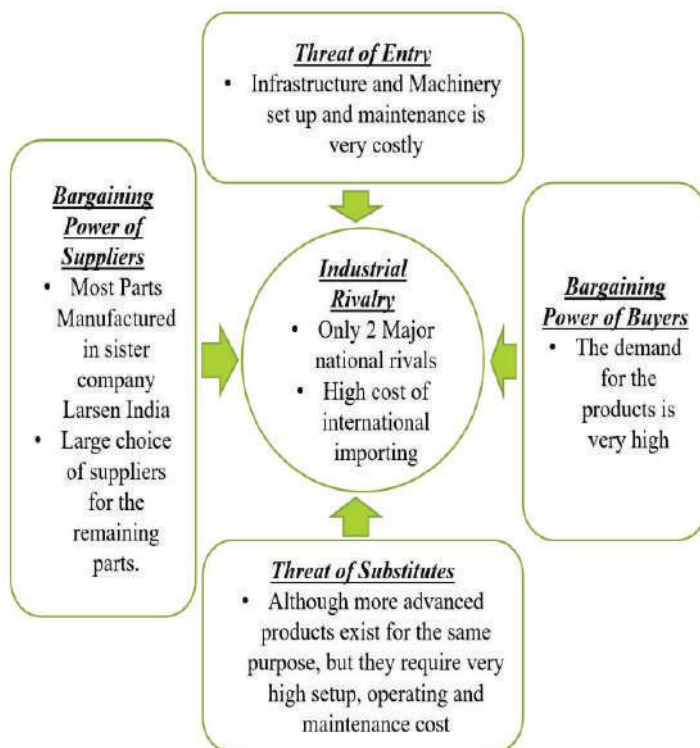 Threat of Entry
• Infrastructure and Machinery
set up and maintenance is
very costly
Bargaining
Power of
Suppliers
• Most Parts
Manufactured
in sister
company
Larsen India
• Large choice
of suppliers
for the
remaining
parts.
Industrial
Rivalry
• Only 2 Major
national rivals
• High cost of
international
importing
Bargaining
Power of Buyers
• The demand
for the
products is
very high
Threat of Substitutes
• Although more advanced
products exist for the same
purpose, but they require very
high setup, operating and
maintenance cost